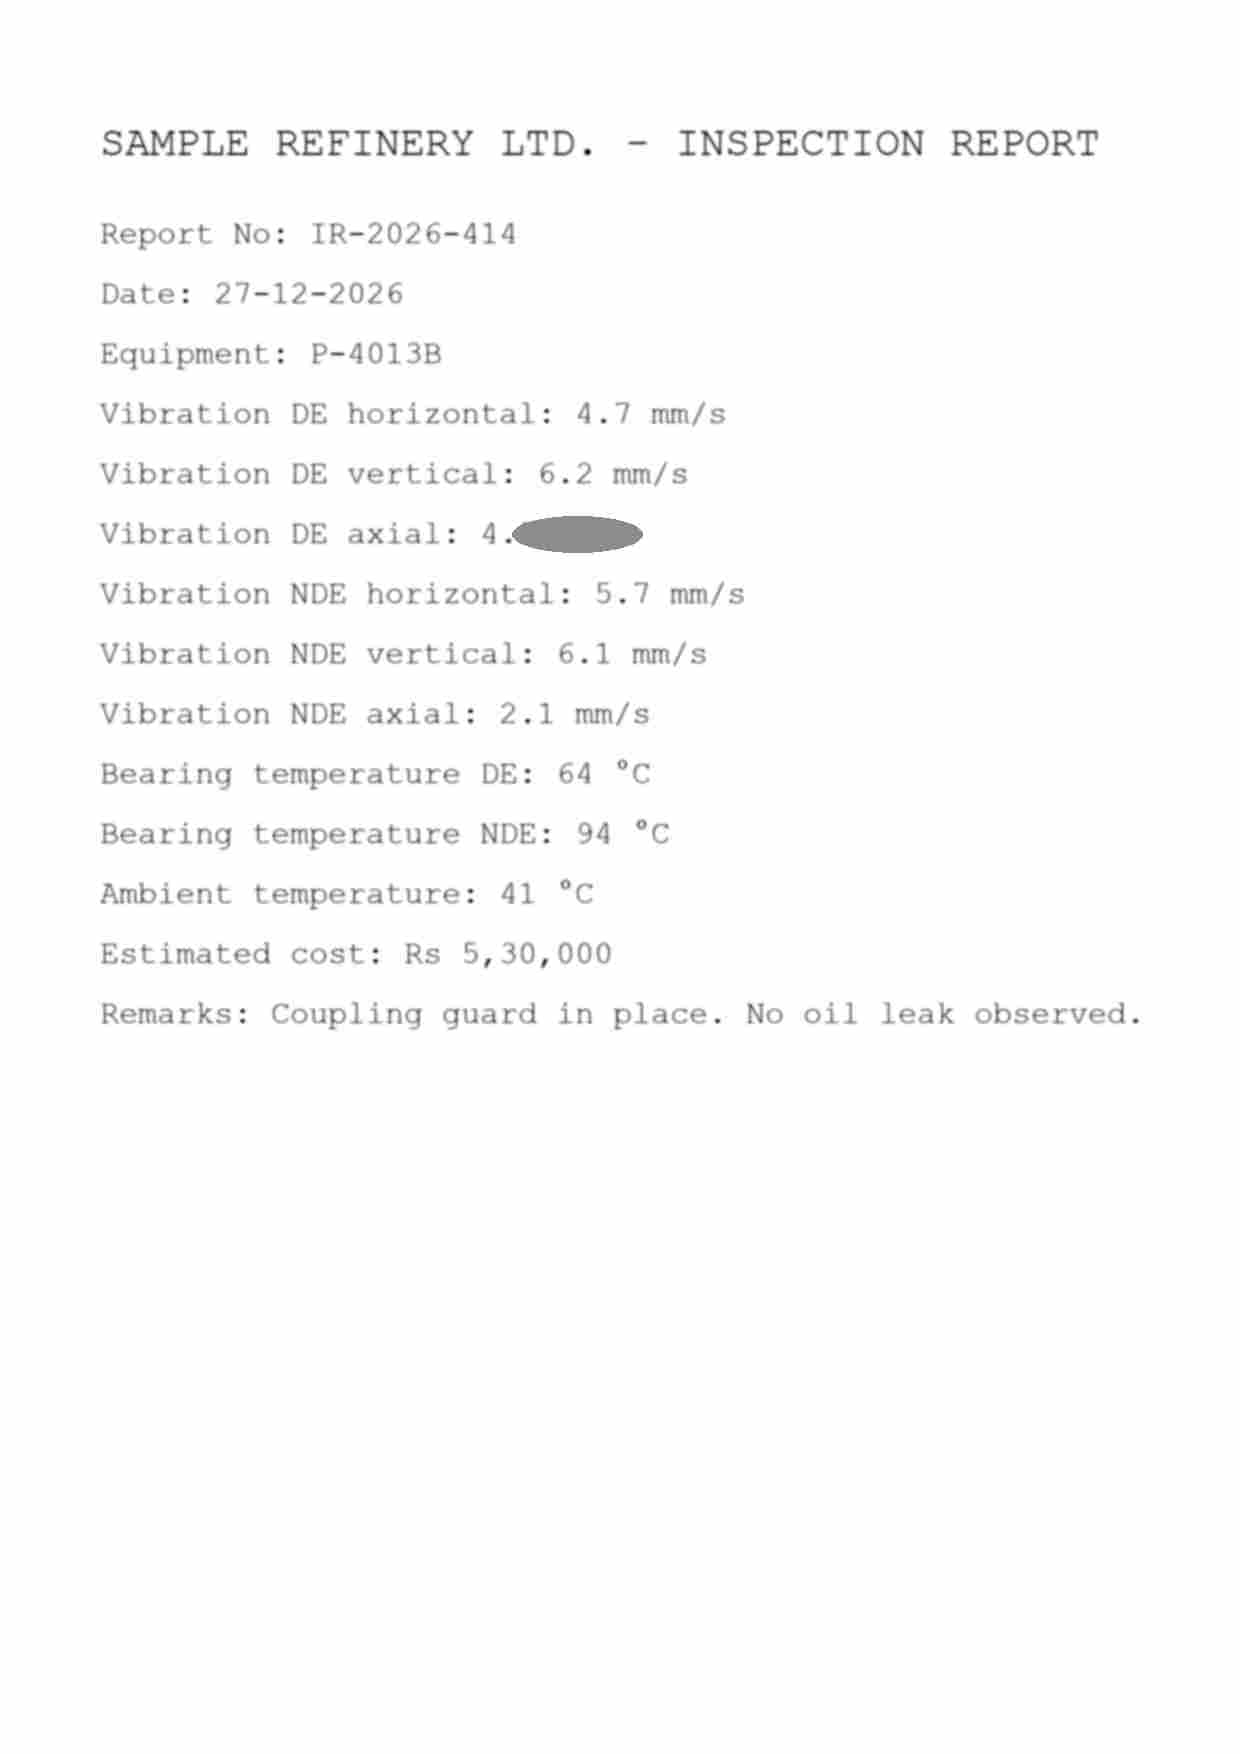 SAMPLE REFINERY LTD. - INSPECTION REPORT
Report No: IR-2026-414
Date: 27-12-2026
Equipment: P-4013B
Vibration DE horizontal: 4.7 mm/s
Vibration DE vertical: 6.2 mm/s
Vibration DE axial:
Vibration NDE horizontal: 5.7 mm/s
Vibration NDE vertical: 6.1 mm/s
Vibration NDE axial: 2.1 mm/s
Bearing temperature DE: 64 °C
Bearing temperature NDE: 94 °C
Ambient temperature: 41 °C
Estimated cost: Rs 5,30,000
Remarks: Coupling guard in place. No oil leak observed.